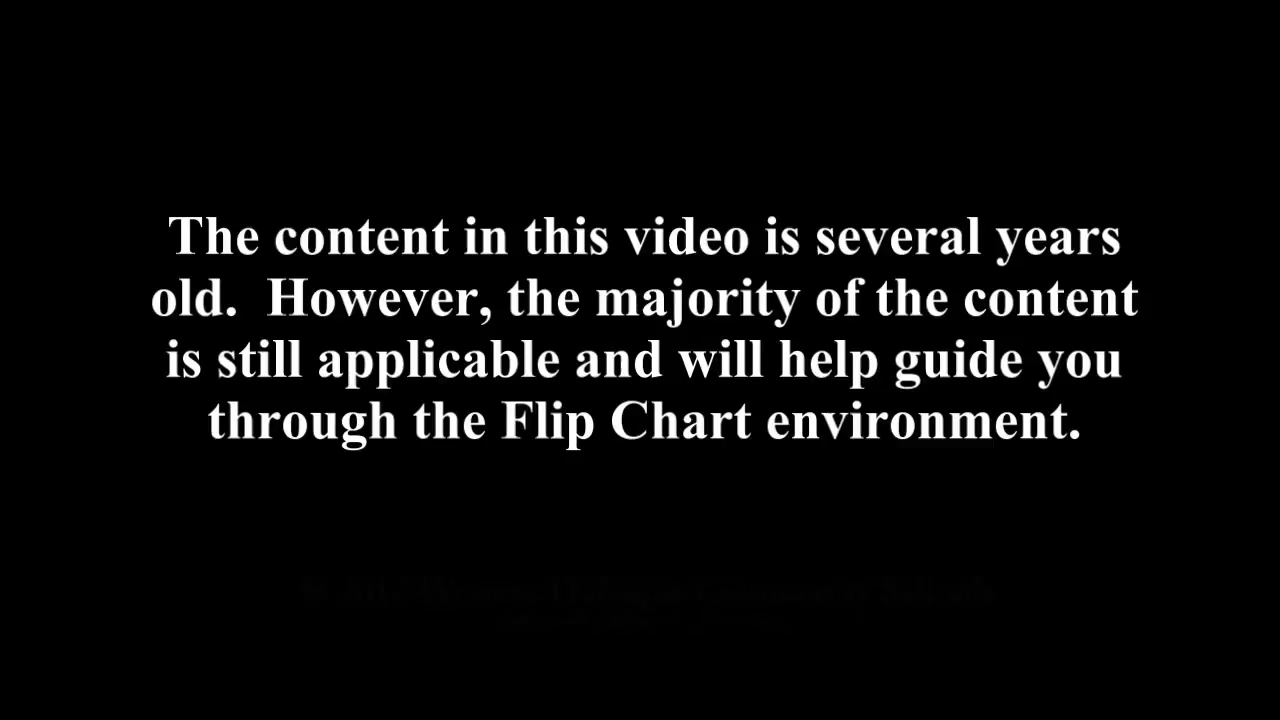 The content in this video is several years
old.  However, the majority of the content
is still applicable and will help guide you
through the Flip Chart environment.